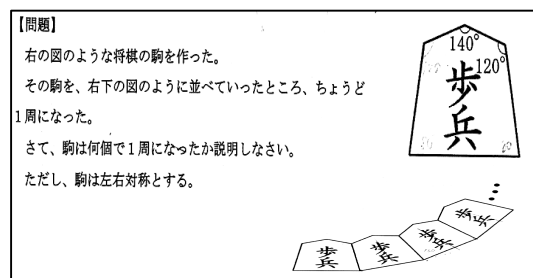 【問題】
右の図のような将棋の駒を作った。
その駒を、右下の図のように並べていったところ、ちょうど
1周になった。
さて、駒は何個で1周になったか説明しなさい。
ただし、駒は左右対称とする。
140°
120°
歩兵
歩兵
歩兵
歩兵
歩兵